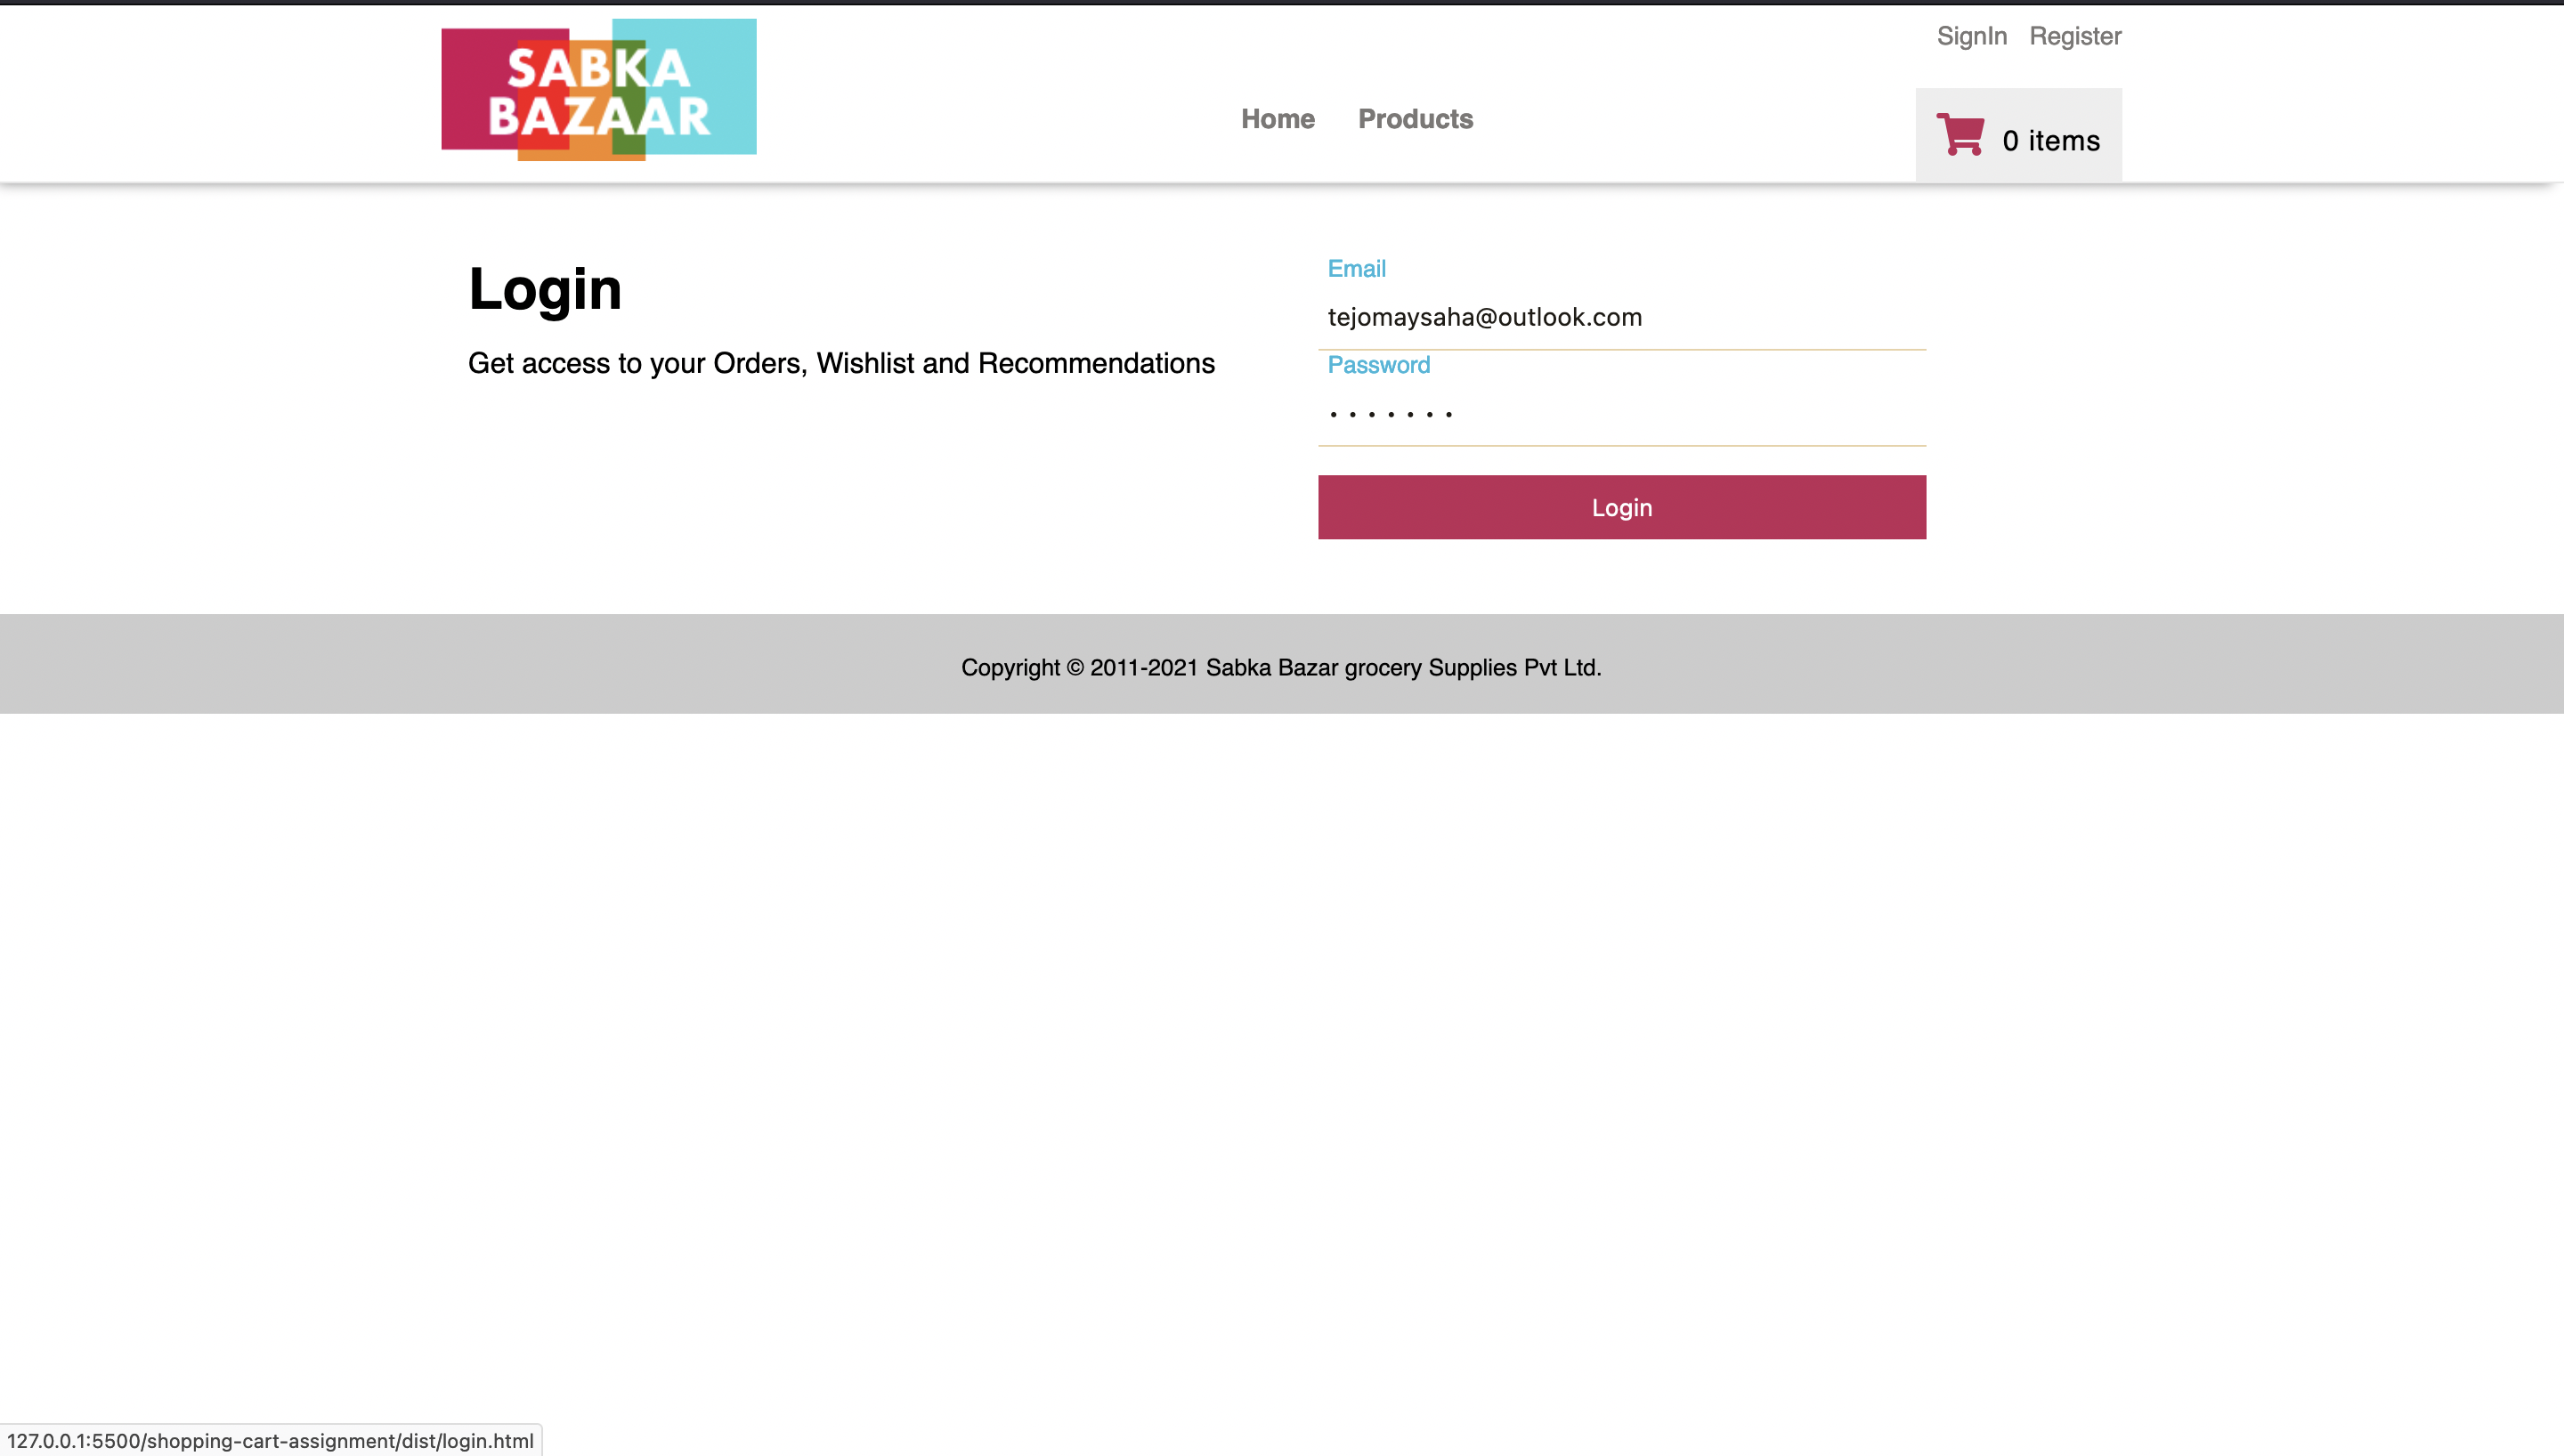 SignIn Register
SABKA
BAZAAR
Home Products
0 items
Login
Get access to your Orders, Wishlist and Recommendations
Email
tejomaysaha@outlook.com
Password
.......
Login
Copyright © 2011-2021 Sabka Bazar grocery Supplies Pvt Ltd.
127.0.0.1:5500/shopping-cart-assignment/dist/login.html